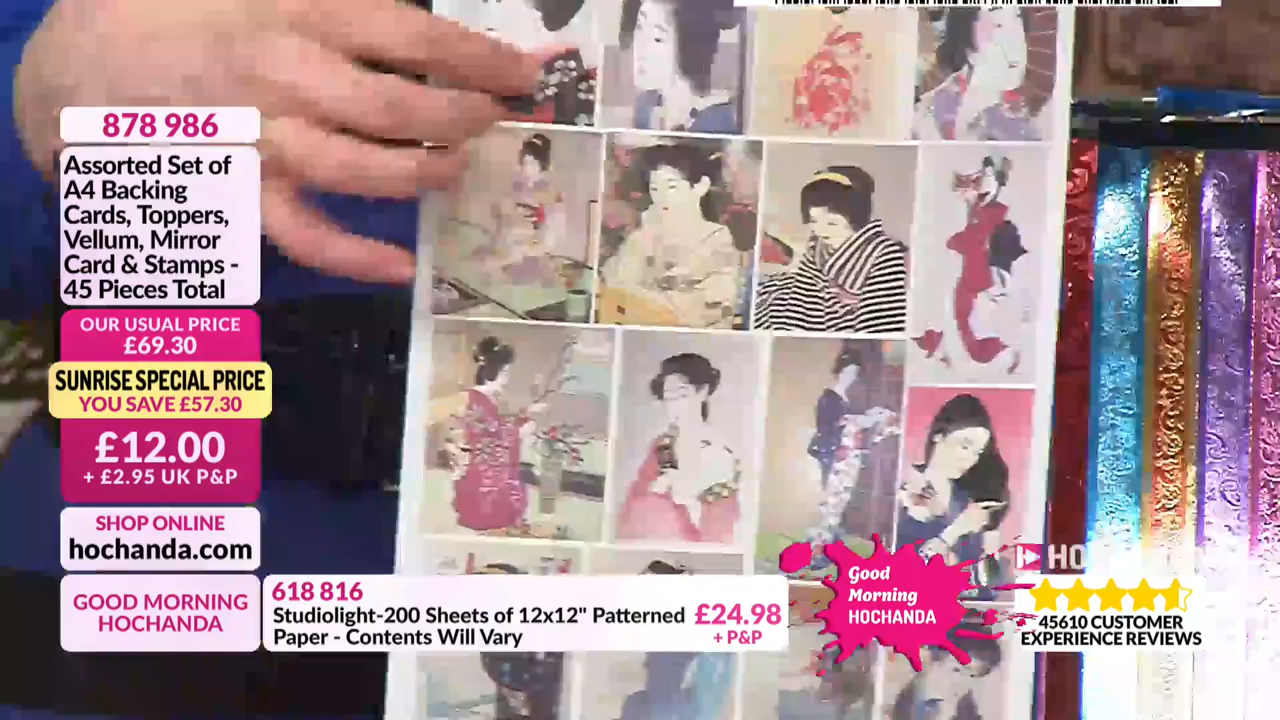 878 986
Assorted Set of
A4 Backing
Cards, Toppers,
Vellum, Mirror
Card & Stamps -
45 Pieces Total
OUR USUAL PRICE
£69.30
SUNRISE SPECIAL PRICE
YOU SAVE £57.30
£12.00
+ £2.95 UK P&P
SHOP ONLINE
hochanda.com
GOOD MORNING
HOCHANDA
618 816
Studiolight-200 Sheets of 12x12" Patterned
Paper - Contents Will Vary
£24.98
+ P&P
Good
Morning
HOCHANDA
45610 CUSTOMER
EXPERIENCE REVIEWS